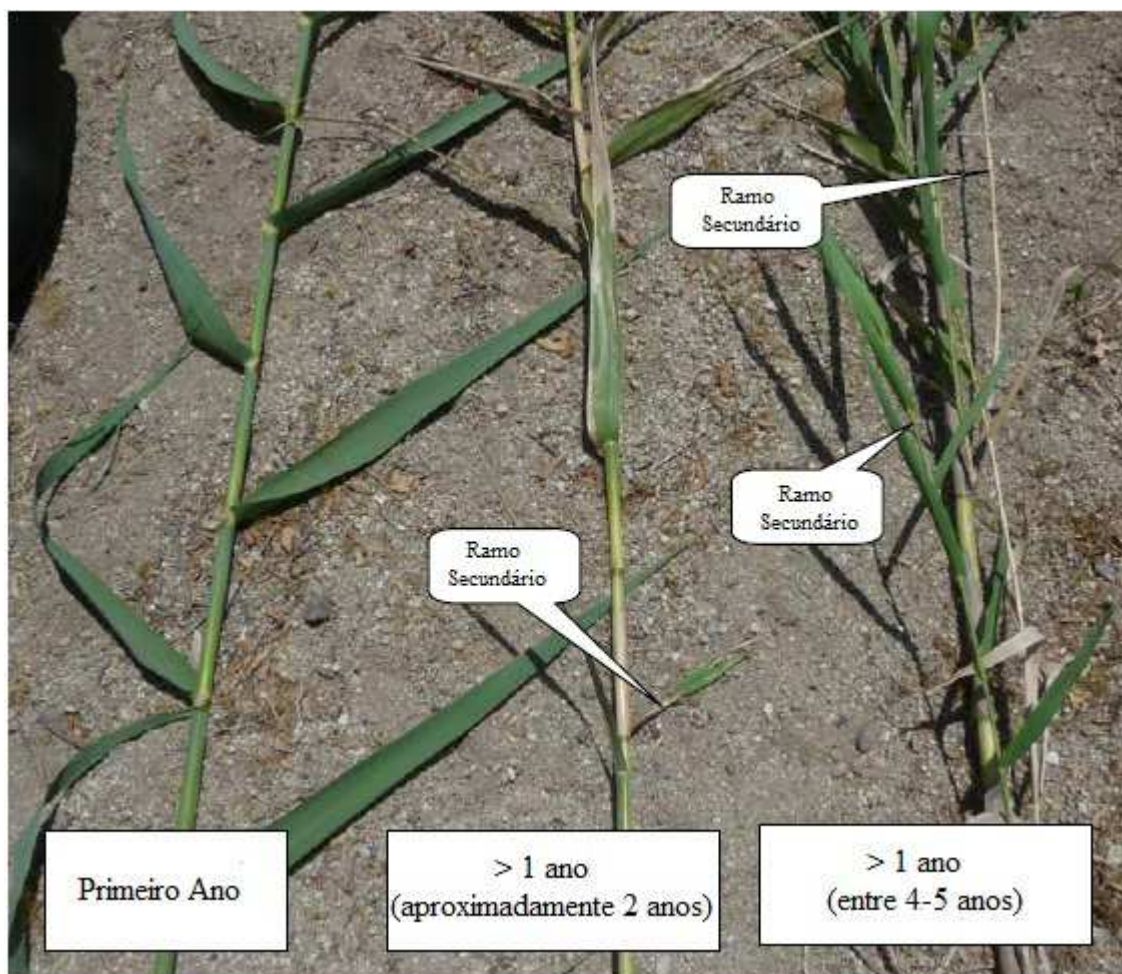 Ramo
Secundário
Ramo
Secundário
Ramo
Secundário
Primeiro Ano
> 1 ano
(aproximadamente 2 anos)
> 1 ano
(entre 4-5 anos)